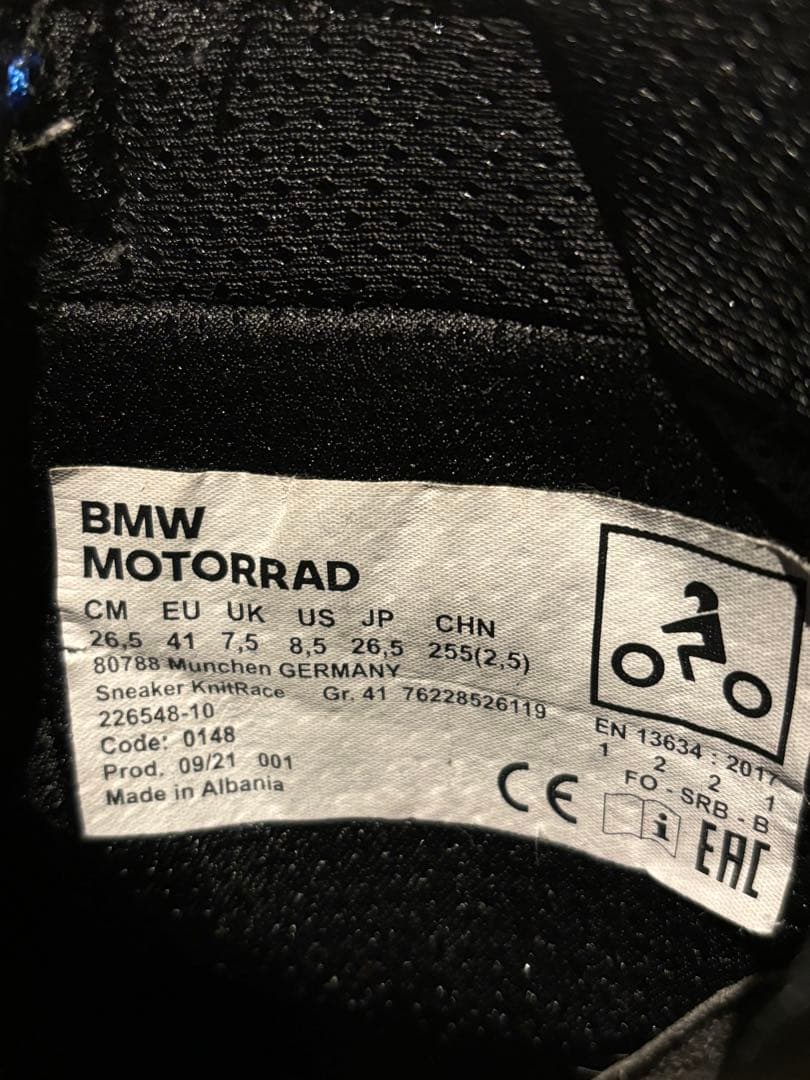 BMW
MOTORRAD
CM EU UK US JP CHN
26,5 41 7,5 8,5 26,5 255(2,5)
80788 Munchen GERMANY
Sneaker KnitRace Gr. 41 76228526119
226548-10
Code: 0148
Prod. 09/21 001
Made in Albania
EN 13634 : 2017
1 2 2 1
FO - SRB - B
CE
i
EAC